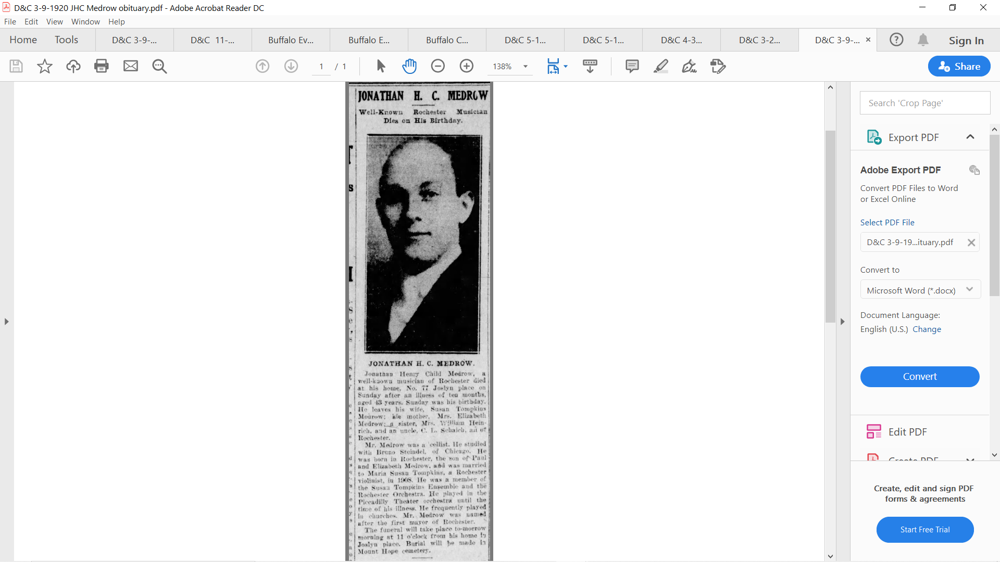 D&C 3-9-1920 JHC Medrow obituary.pdf - Adobe Acrobat Reader DC
File Edit View Window Help
Home Tools D&C 3-9-... D&C 11-... Buffalo Ev... Buffalo E... Buffalo C... D&C 5-1... D&C 5-1... D&C 4-3... D&C 3-2... D&C 3-9-... Sign In
1 / 1 138% Share
JONATHAN H. C. MEDROW
Well-Known Rochester Musician
Dies on His Birthday.
JONATHAN H. C. MEDROW.
Jonathan Henry Child Medrow, a
well-known musician of Rochester died
at his home, No. 77 Joslyn place on
Sunday after an illness of ten months,
aged 43 years. Sunday was his birthday.
He leaves his wife, Susan Tompkins
Medrow; his mother, Mrs. Elizabeth
Medrow; a sister, Mrs. William Hein-
rich, and an uncle, C. L. Schaich, all of
Rochester.
Mr. Medrow was a 'cellist. He studied
with Bruno Steindel, of Chicago. He
was born in Rochester, the son of Paul
and Elizabeth Medrow, and was married
to Maria Susan Tompkins, a Rochester
violinist, in 1908. He was a member of
the Susan Tompkins Ensemble and the
Rochester Orchestra. He played in the
Piccadilly Theater orchestra until the
time of his illness. He frequently played
in churches. Mr. Medrow was named
after the first mayor of Rochester.
The funeral will take place to-morrow
morning at 11 o'clock from his home in
Joslyn place. Burial will be made in
Mount Hope cemetery.
Search 'Crop Page'
Export PDF
Adobe Export PDF
Convert PDF Files to Word
or Excel Online
Select PDF File
D&C 3-9-19...ituary.pdf
Convert to
Microsoft Word (*.docx)
Document Language:
English (U.S.) Change
Convert
Edit PDF
Create PDF
Create, edit and sign PDF
forms & agreements
Start Free Trial